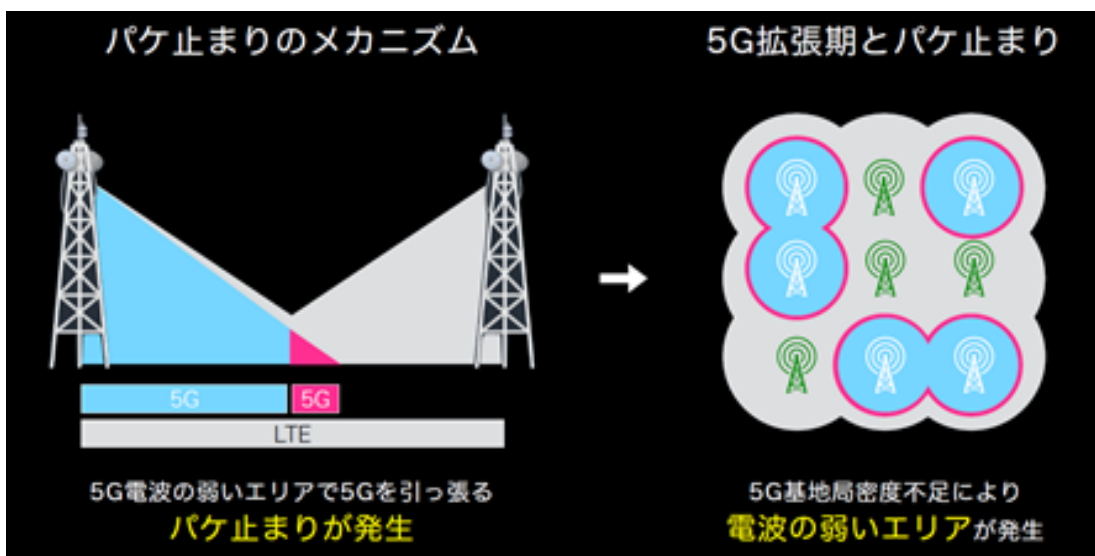 パケ止まりのメカニズム
5G
5G
LTE
5G電波の弱いエリアで5Gを引っ張る
パケ止まりが発生
5G拡張期とパケ止まり
5G基地局密度不足により
電波の弱いエリアが発生